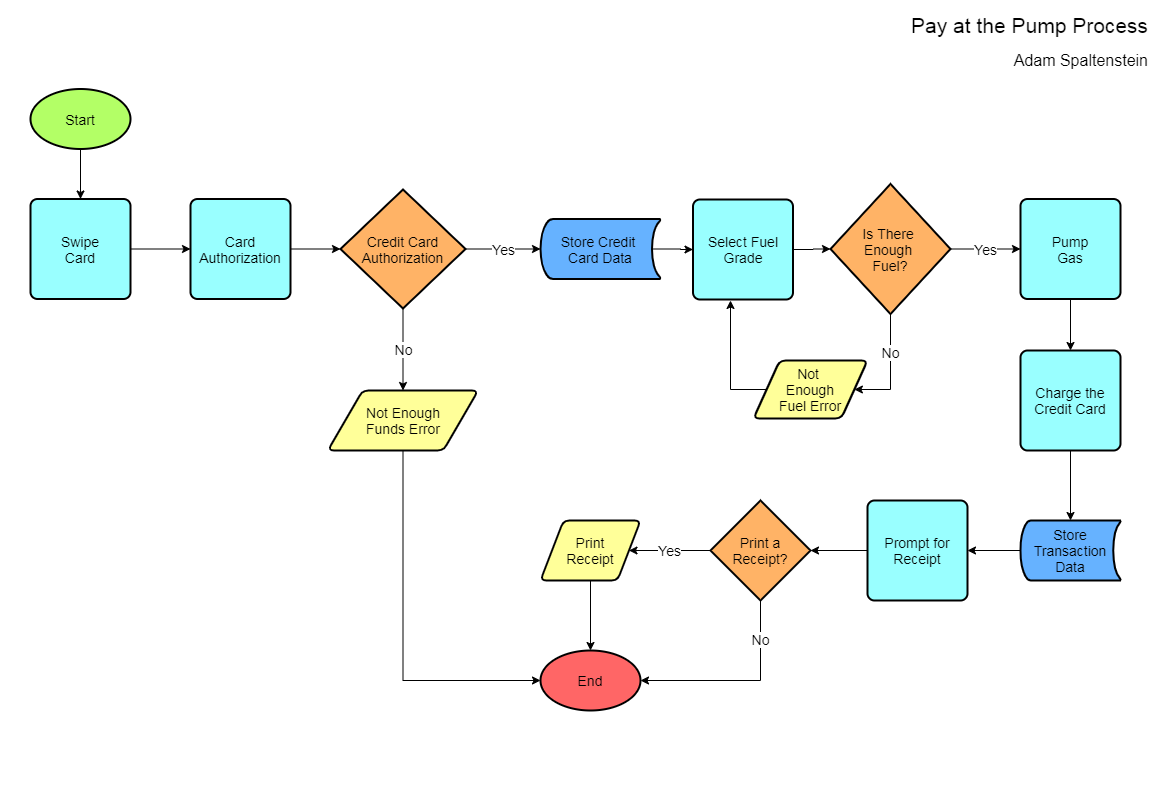 Pay at the Pump Process
Adam Spaltenstein
Start
Swipe
Card
Card
Authorization
Credit Card
Authorization
Yes
Store Credit
Card Data
Select Fuel
Grade
Is There
Enough
Fuel?
Yes
Pump
Gas
No
Not Enough
Funds Error
No
Not
Enough
Fuel Error
Charge the
Credit Card
Store
Transaction
Data
Prompt for
Receipt
Print a
Receipt?
Yes
Print
Receipt
No
End